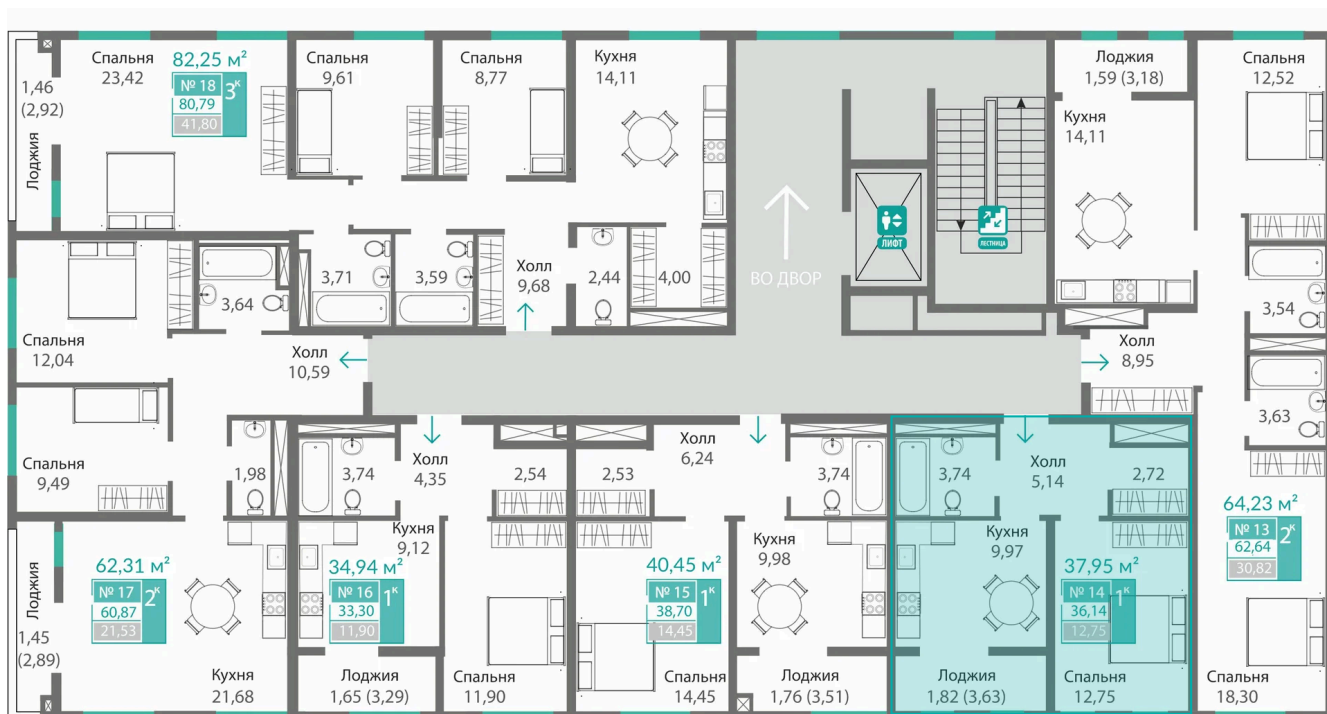 Спальня
23,42
82,25 м²
№ 18
80,79
41,80
3к
1,46
(2,92)
Лоджия
Спальня
9,61
Спальня
8,77
Кухня
14,11
3,71
3,59
Холл
9,68
2,44
4,00
ВО ДВОР
ЛИФТ
ЛЕСТНИЦА
Лоджия
1,59 (3,18)
Кухня
14,11
Спальня
12,52
3,54
Холл
8,95
3,63
64,23 м²
№ 13
62,64
30,82
2к
Спальня
18,30
3,64
Спальня
12,04
Холл
10,59
Спальня
9,49
1,98
62,31 м²
№ 17
60,87
21,53
2к
Лоджия
1,45
(2,89)
Кухня
21,68
3,74
Холл
4,35
2,54
Кухня
9,12
34,94 м²
№ 16
33,30
11,90
1к
Лоджия
1,65 (3,29)
Спальня
11,90
2,53
Холл
6,24
3,74
40,45 м²
№ 15
38,70
14,45
1к
Кухня
9,98
Спальня
14,45
Лоджия
1,76 (3,51)
3,74
Холл
5,14
2,72
Кухня
9,97
37,95 м²
№ 14
36,14
12,75
1к
Лоджия
1,82 (3,63)
Спальня
12,75